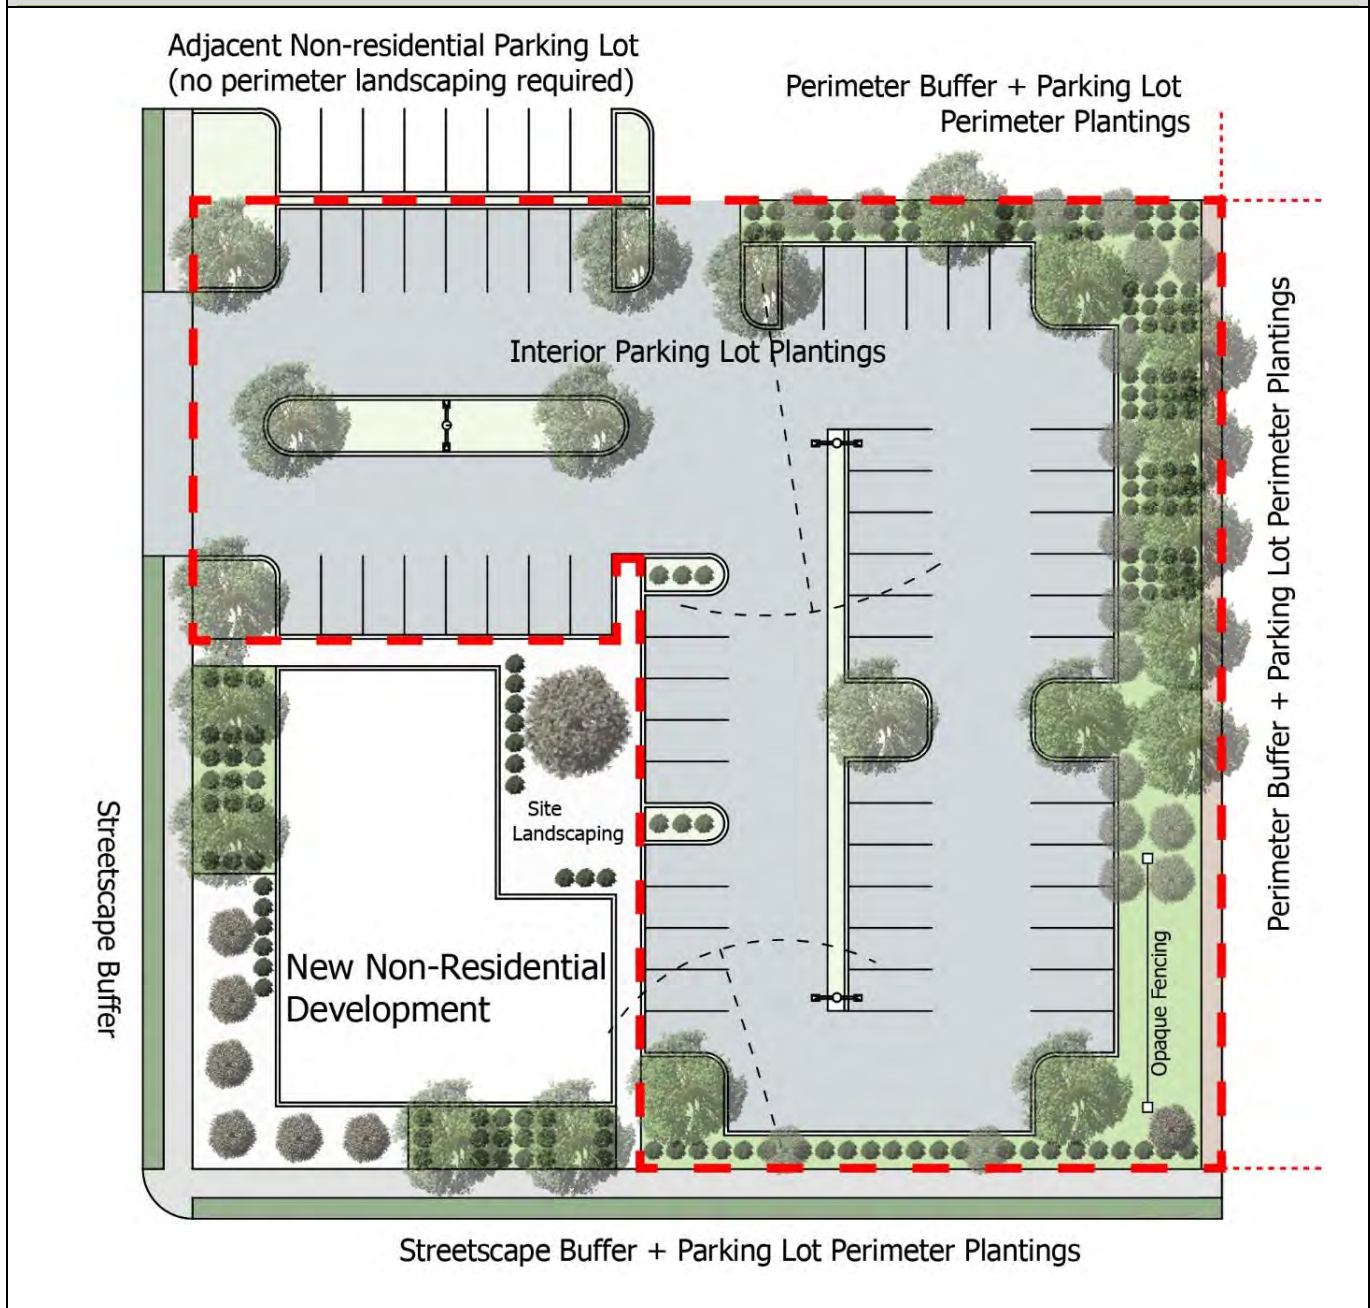 Adjacent Non-residential Parking Lot
(no perimeter landscaping required)
Perimeter Buffer + Parking Lot
Perimeter Plantings
Interior Parking Lot Plantings
Perimeter Buffer + Parking Lot Perimeter Plantings
Site
Landscaping
Streetscape Buffer
New Non-Residential
Development
Opaque Fencing
Streetscape Buffer + Parking Lot Perimeter Plantings